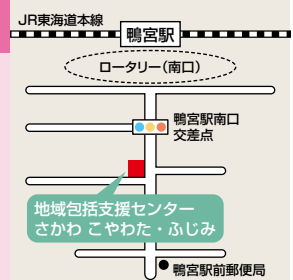 JR東海道本線
鴨宮駅
ロータリー(南口)
鴨宮駅南口
交差点
地域包括支援センター
さかわ こやわた・ふじみ
鴨宮駅前郵便局